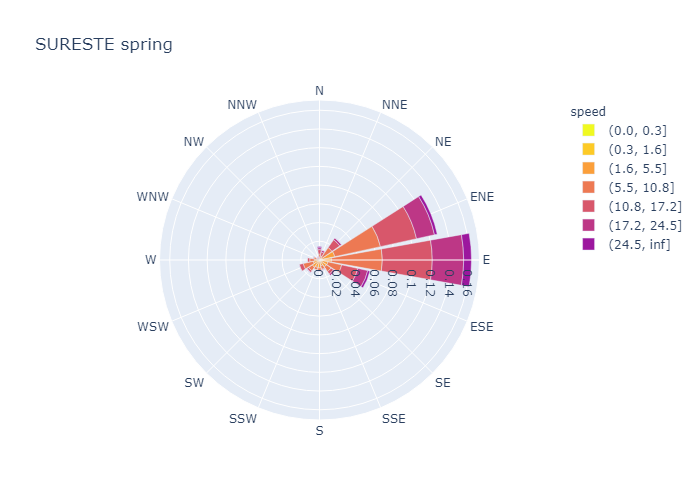 SURESTE spring
N
NNE
NE
ENE
E
ESE
SE
SSE
S
SSW
SW
WSW
W
WNW
NW
NNW
0
0.02
0.04
0.06
0.08
0.1
0.12
0.14
0.16
speed
(0.0, 0.3]
(0.3, 1.6]
(1.6, 5.5]
(5.5, 10.8]
(10.8, 17.2]
(17.2, 24.5]
(24.5, inf]